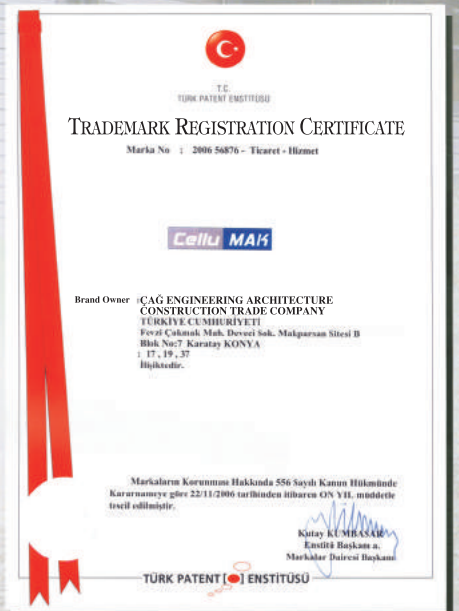 T.C.
TÜRK PATENT ENSTİTÜSÜ
TRADEMARK REGISTRATION CERTIFICATE
Marka No : 2006 56876 - Ticaret - Hizmet
Cellu MAK
Brand Owner : ÇAĞ ENGINEERING ARCHITECTURE
CONSTRUCTION TRADE COMPANY
TÜRKİYE CUMHURİYETİ
Fevzi Çakmak Mah. Deveci Sok. Makparsan Sitesi B
Blok No:7 Karatay KONYA
: 17 , 19 , 37
İlişiktedir.
Markaların Korunması Hakkında 556 Sayılı Kanun Hükmünde
Kararnameye göre 22/11/2006 tarihinden itibaren ON YIL müddetle
tescil edilmiştir.
Kutay KUMBASAR
Enstitü Başkanı a.
Markalar Dairesi Başkanı
TÜRK PATENT ENSTİTÜSÜ